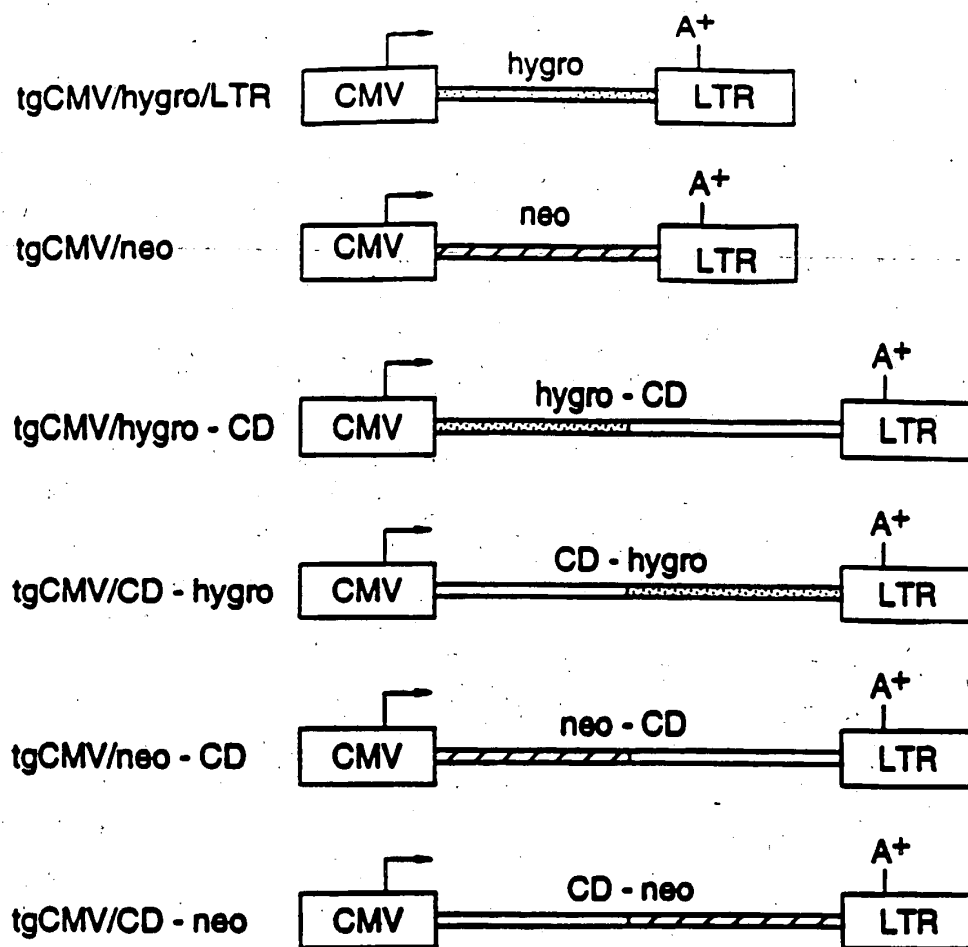 A+
hygro
tgCMV/hygro/LTR CMV LTR
A+
neo
tgCMV/neo CMV LTR
A+
hygro - CD
tgCMV/hygro - CD CMV LTR
A+
CD - hygro
tgCMV/CD - hygro CMV LTR
A+
neo - CD
tgCMV/neo - CD CMV LTR
A+
CD - neo
tgCMV/CD - neo CMV LTR